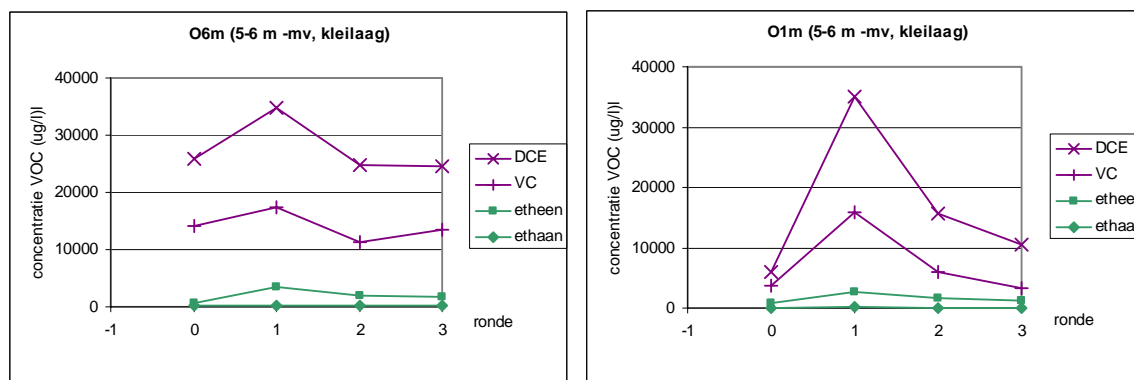 O6m (5-6 m -mv, kleilaag)
concentratie VOC (ug/l)l
40000
30000
20000
10000
0
-1 0 1 2 3
ronde
DCE
VC
etheen
ethaan
O1m (5-6 m -mv, kleilaag)
concentratie VOC (ug/l)l
40000
30000
20000
10000
0
-1 0 1 2 3
ronde
DCE
VC
ethee
ethaa